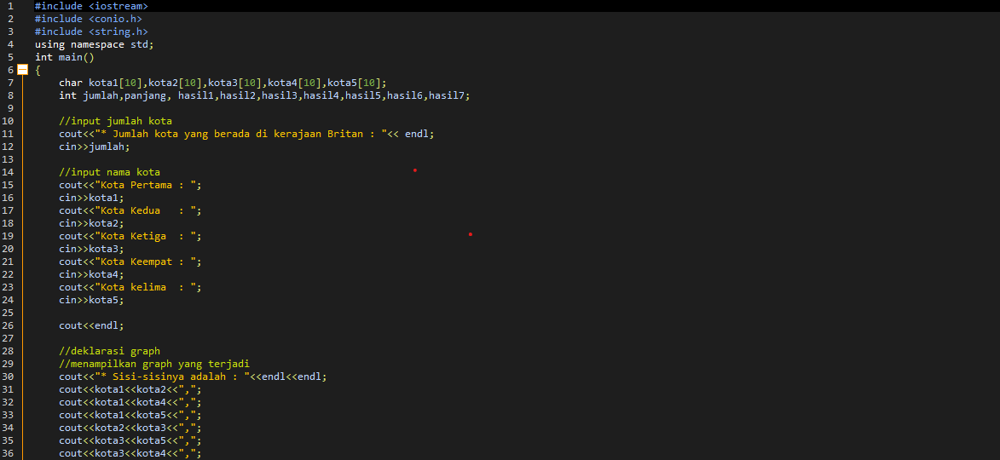 1 #include <iostream>
2 #include <conio.h>
3 #include <string.h>
4 using namespace std;
5 int main()
6 {
7 char kota1[10],kota2[10],kota3[10],kota4[10],kota5[10];
8 int jumlah,panjang, hasil1,hasil2,hasil3,hasil4,hasil5,hasil6,hasil7;
9
10 //input jumlah kota
11 cout<<"* Jumlah kota yang berada di kerajaan Britan : "<< endl;
12 cin>>jumlah;
13
14 //input nama kota
15 cout<<"Kota Pertama : ";
16 cin>>kota1;
17 cout<<"Kota Kedua   : ";
18 cin>>kota2;
19 cout<<"Kota Ketiga  : ";
20 cin>>kota3;
21 cout<<"Kota Keempat : ";
22 cin>>kota4;
23 cout<<"Kota kelima  : ";
24 cin>>kota5;
25
26 cout<<endl;
27
28 //deklarasi graph
29 //menampilkan graph yang terjadi
30 cout<<"* Sisi-sisinya adalah : "<<endl<<endl;
31 cout<<kota1<<kota2<<",";
32 cout<<kota1<<kota4<<",";
33 cout<<kota1<<kota5<<",";
34 cout<<kota2<<kota3<<",";
35 cout<<kota3<<kota5<<",";
36 cout<<kota3<<kota4<<",";